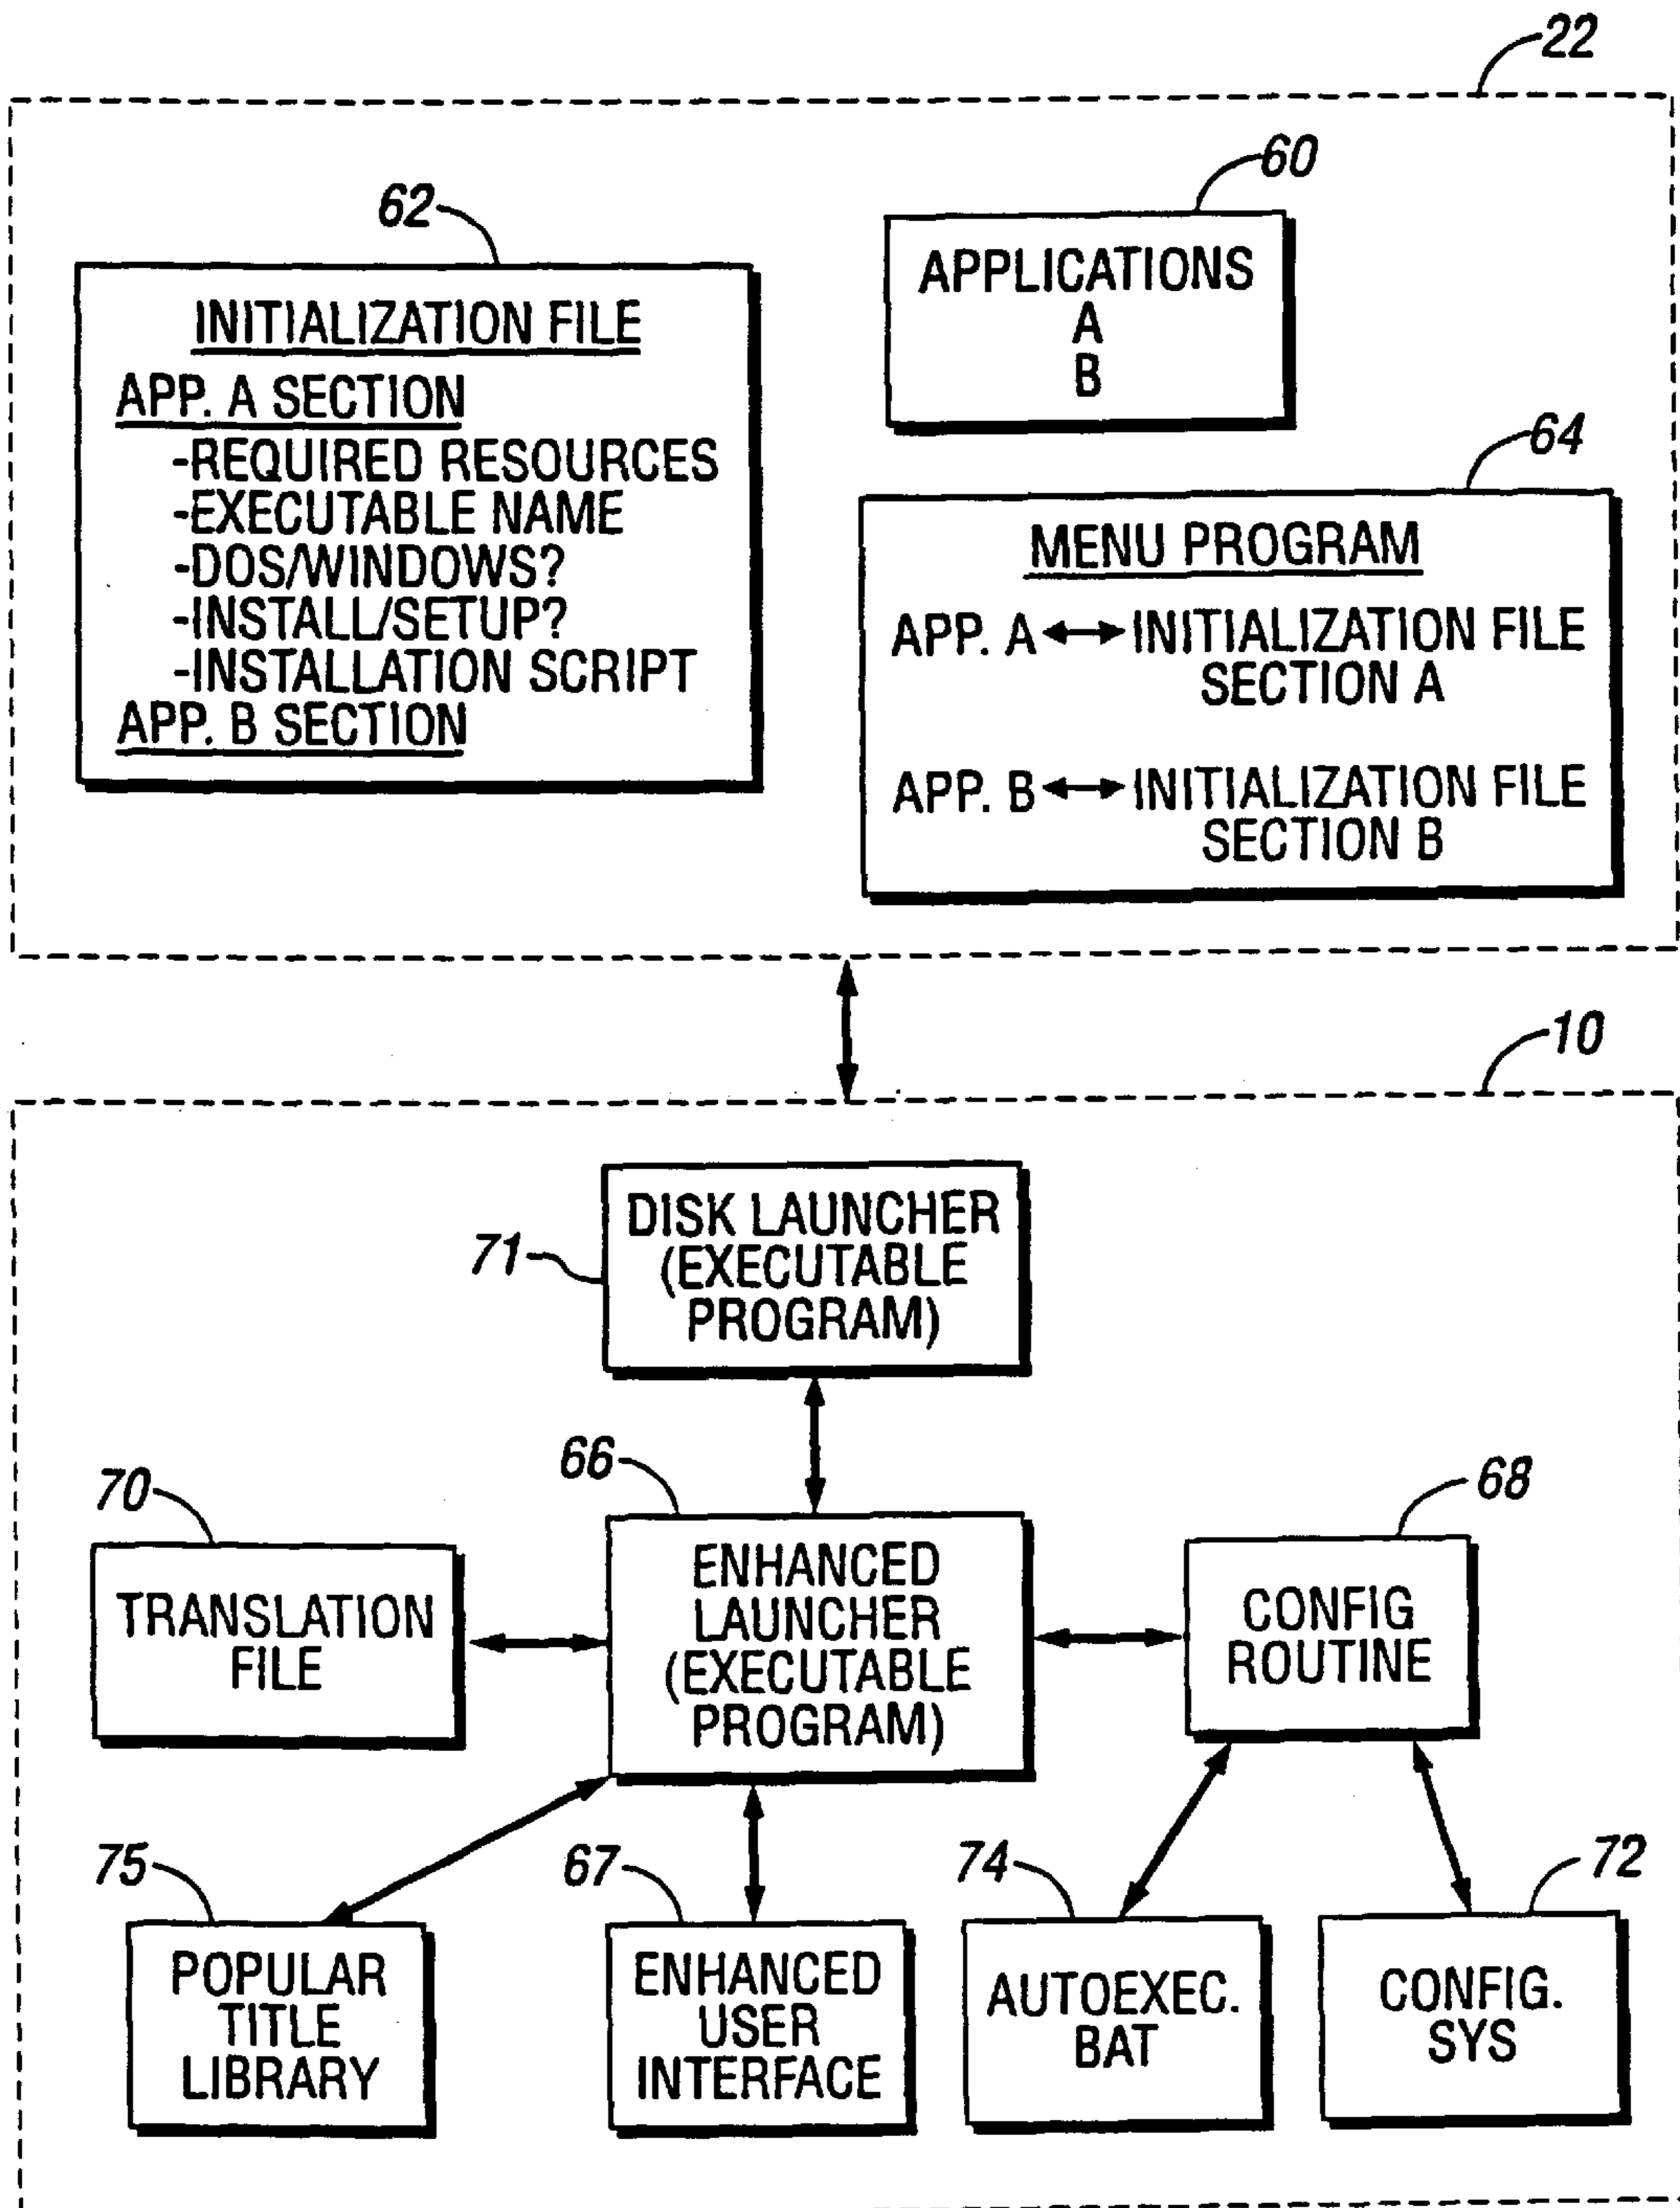 22
60
62
APPLICATIONS
A
B
INITIALIZATION FILE
APP. A SECTION
-REQUIRED RESOURCES
-EXECUTABLE NAME
-DOS/WINDOWS?
-INSTALL/SETUP?
-INSTALLATION SCRIPT
APP. B SECTION
64
MENU PROGRAM
APP. A ↔ INITIALIZATION FILE
SECTION A
APP. B ↔ INITIALIZATION FILE
SECTION B
10
71
DISK LAUNCHER
(EXECUTABLE
PROGRAM)
70
TRANSLATION
FILE
66
ENHANCED
LAUNCHER
(EXECUTABLE
PROGRAM)
68
CONFIG
ROUTINE
75
POPULAR
TITLE
LIBRARY
67
ENHANCED
USER
INTERFACE
74
AUTOEXEC.
BAT
72
CONFIG.
SYS